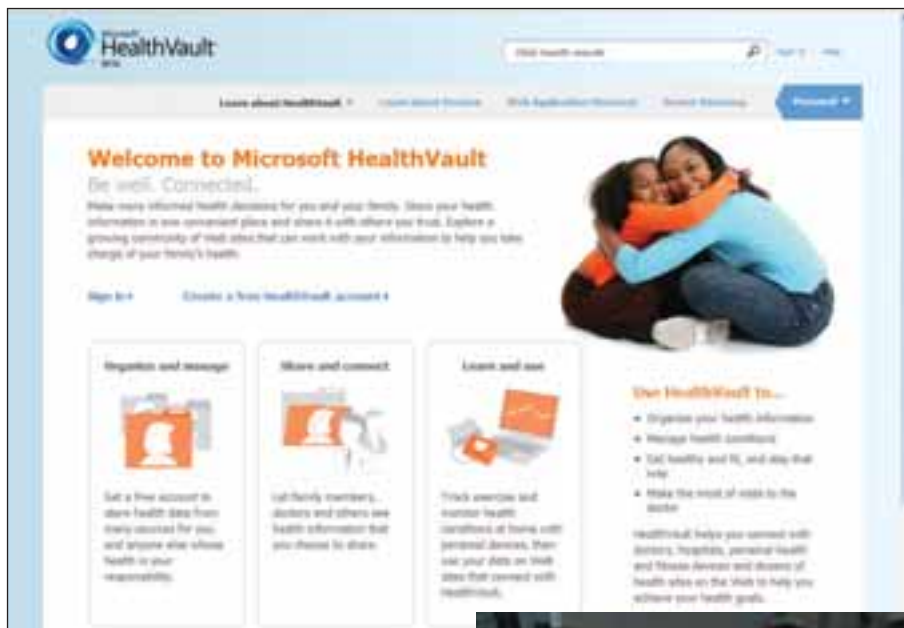 Microsoft
HealthVault
BETA
Learn about HealthVault
Personal
Welcome to Microsoft HealthVault
Be well. Connected.
Make more informed health decisions for you and your family. Store your health
information in one convenient place and share it with others you trust. Explore a
growing community of Web sites that can work with your information to help you take
charge of your family's health.
Sign in
Create a free HealthVault account
Organize and manage
Share and connect
Learn and use
Get a free account to
store health data from
many sources for you,
and anyone else whose
health is your
responsibility.
Let family members,
doctors and others see
health information that
you choose to share.
Track exercise and
monitor health
conditions at home with
personal devices, then
use your data on Web
sites that connect with
HealthVault.
Use HealthVault to...
Organize your health information
Manage health conditions
Get healthy and fit, and stay that
way
Make the most of visits to the
doctor
HealthVault helps you connect with
doctors, hospitals, personal health
and fitness devices and dozens of
health sites on the Web to help you
achieve your health goals.